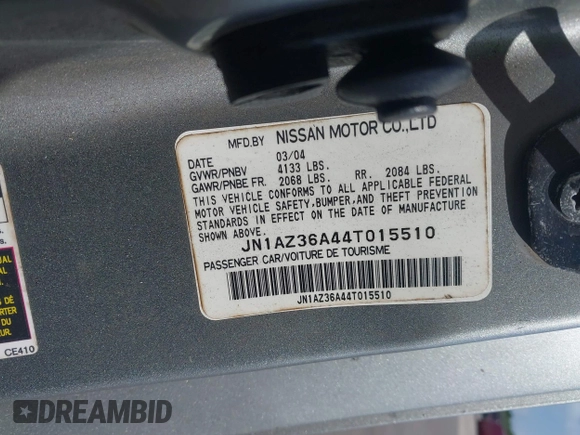 MFD.BY NISSAN MOTOR CO.,LTD
DATE 03/04
GVWR/PNBV 4133 LBS.
GAWR/PNBE FR. 2068 LBS. RR. 2084 LBS.
THIS VEHICLE CONFORMS TO ALL APPLICABLE FEDERAL
MOTOR VEHICLE SAFETY, BUMPER, AND THEFT PREVENTION
STANDARDS IN EFFECT ON THE DATE OF MANUFACTURE
SHOWN ABOVE.
JN1AZ36A44T015510
PASSENGER CAR/VOITURE DE TOURISME
JN1AZ36A44T015510
CE410
DREAMBID